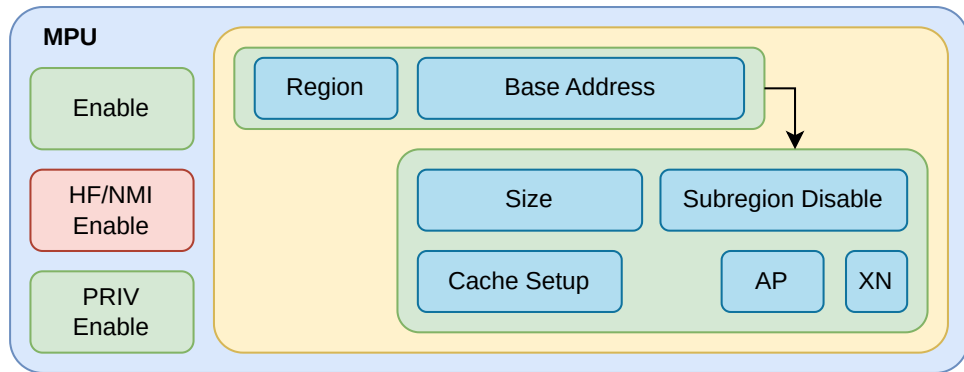 MPU
Enable
HF/NMI
Enable
PRIV
Enable
Region
Base Address
Size
Subregion Disable
Cache Setup
AP
XN